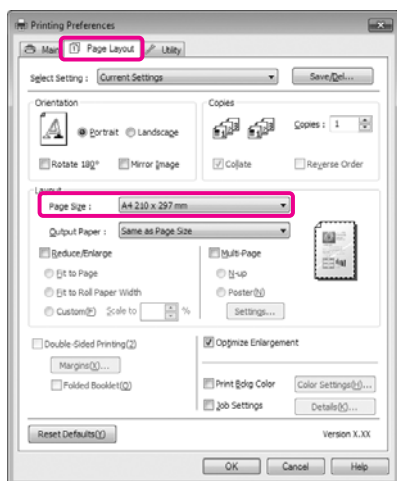 Printing Preferences
Main Page Layout Utility
Select Setting : Current Settings Save/Del...
Orientation Copies
Portrait Landscape Copies : 1
Rotate 180° Mirror Image Collate Reverse Order
Layout
Page Size : A4 210 x 297 mm
Output Paper : Same as Page Size
Reduce/Enlarge Multi-Page
Fit to Page N-up
Fit to Roll Paper Width Poster(N)
Custom(F) Scale to % Settings...
Double-Sided Printing(2) Optimize Enlargement
Margins(X)...
Folded Booklet(O) Print Bckg Color Color Settings(H)...
Job Settings Details(K)...
Reset Defaults(Y) Version X.XX
OK Cancel Help